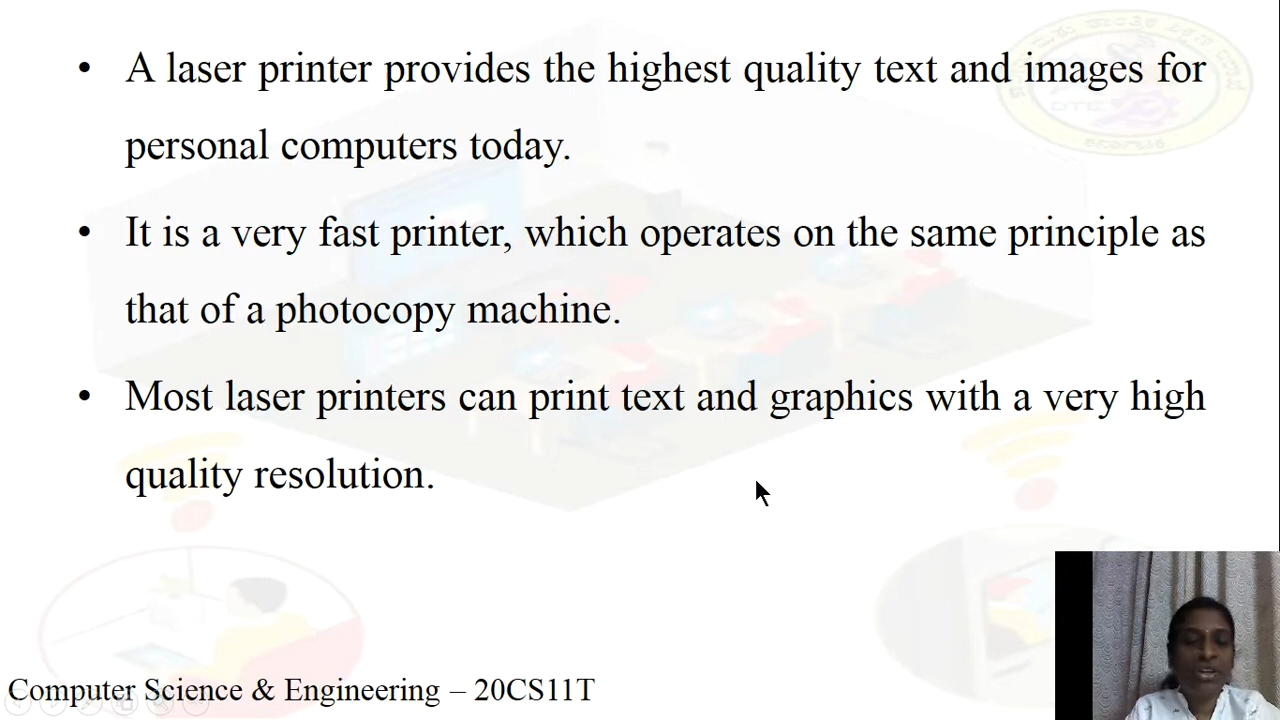 • A laser printer provides the highest quality text and images for
personal computers today.
• It is a very fast printer, which operates on the same principle as
that of a photocopy machine.
• Most laser printers can print text and graphics with a very high
quality resolution.
Computer Science & Engineering – 20CS11T